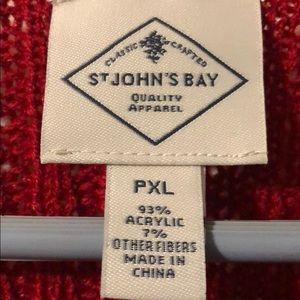 CLASSIC CRAFTED
ST JOHN'S BAY
QUALITY
APPAREL
PXL
93%
ACRYLIC
7%
OTHER FIBERS
MADE IN
CHINA